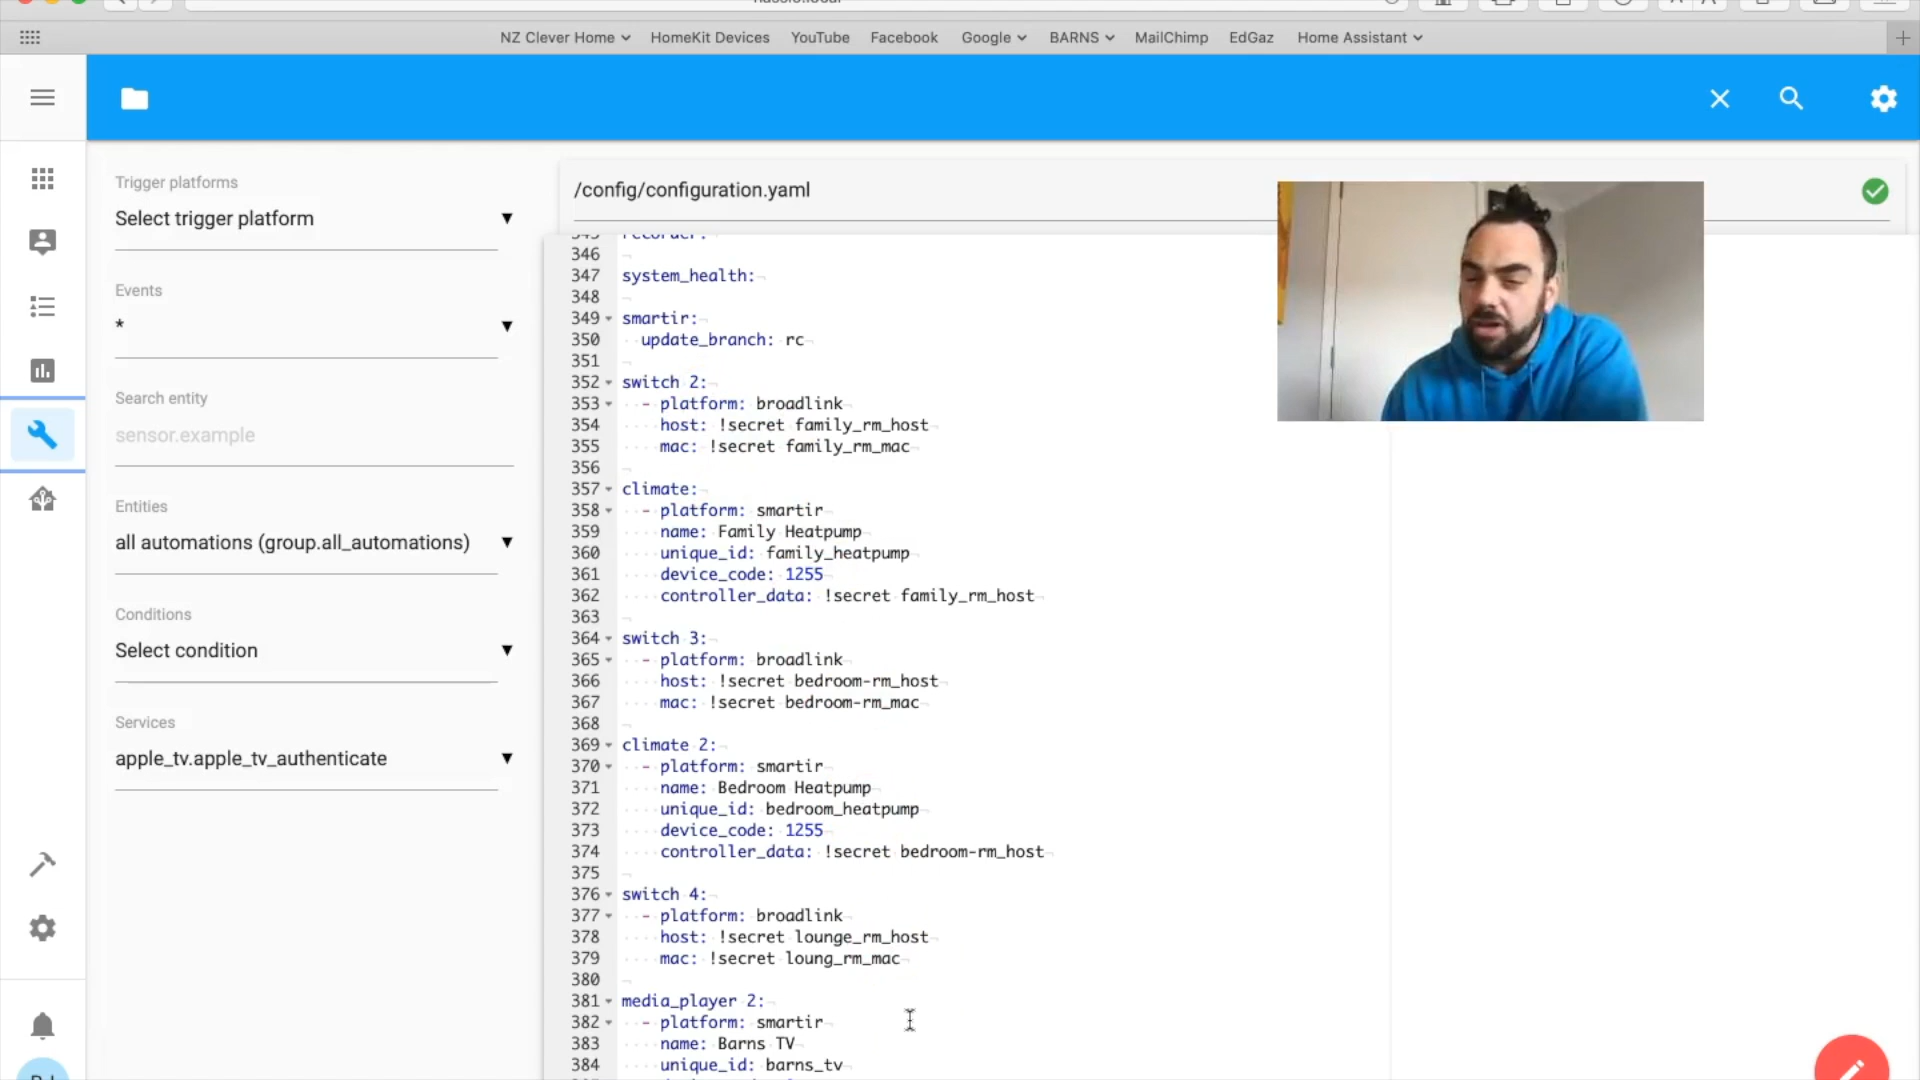 NZ Clever Home
HomeKit Devices
YouTube
Facebook
Google
BARNS
MailChimp
EdGaz
Home Assistant
Trigger platforms
Select trigger platform
Events
*
Search entity
sensor.example
Entities
all automations (group.all_automations)
Conditions
Select condition
Services
apple_tv.apple_tv_authenticate
/config/configuration.yaml
345 recorder:
346
347 system_health:
348
349 smartir:
350 update_branch: rc
351
352 switch 2:
353 - platform: broadlink
354 host: !secret family_rm_host
355 mac: !secret family_rm_mac
356
357 climate:
358 - platform: smartir
359 name: Family Heatpump
360 unique_id: family_heatpump
361 device_code: 1255
362 controller_data: !secret family_rm_host
363
364 switch 3:
365 - platform: broadlink
366 host: !secret bedroom-rm_host
367 mac: !secret bedroom-rm_mac
368
369 climate 2:
370 - platform: smartir
371 name: Bedroom Heatpump
372 unique_id: bedroom_heatpump
373 device_code: 1255
374 controller_data: !secret bedroom-rm_host
375
376 switch 4:
377 - platform: broadlink
378 host: !secret lounge_rm_host
379 mac: !secret loung_rm_mac
380
381 media_player 2:
382 - platform: smartir
383 name: Barns TV
384 unique_id: barns_tv